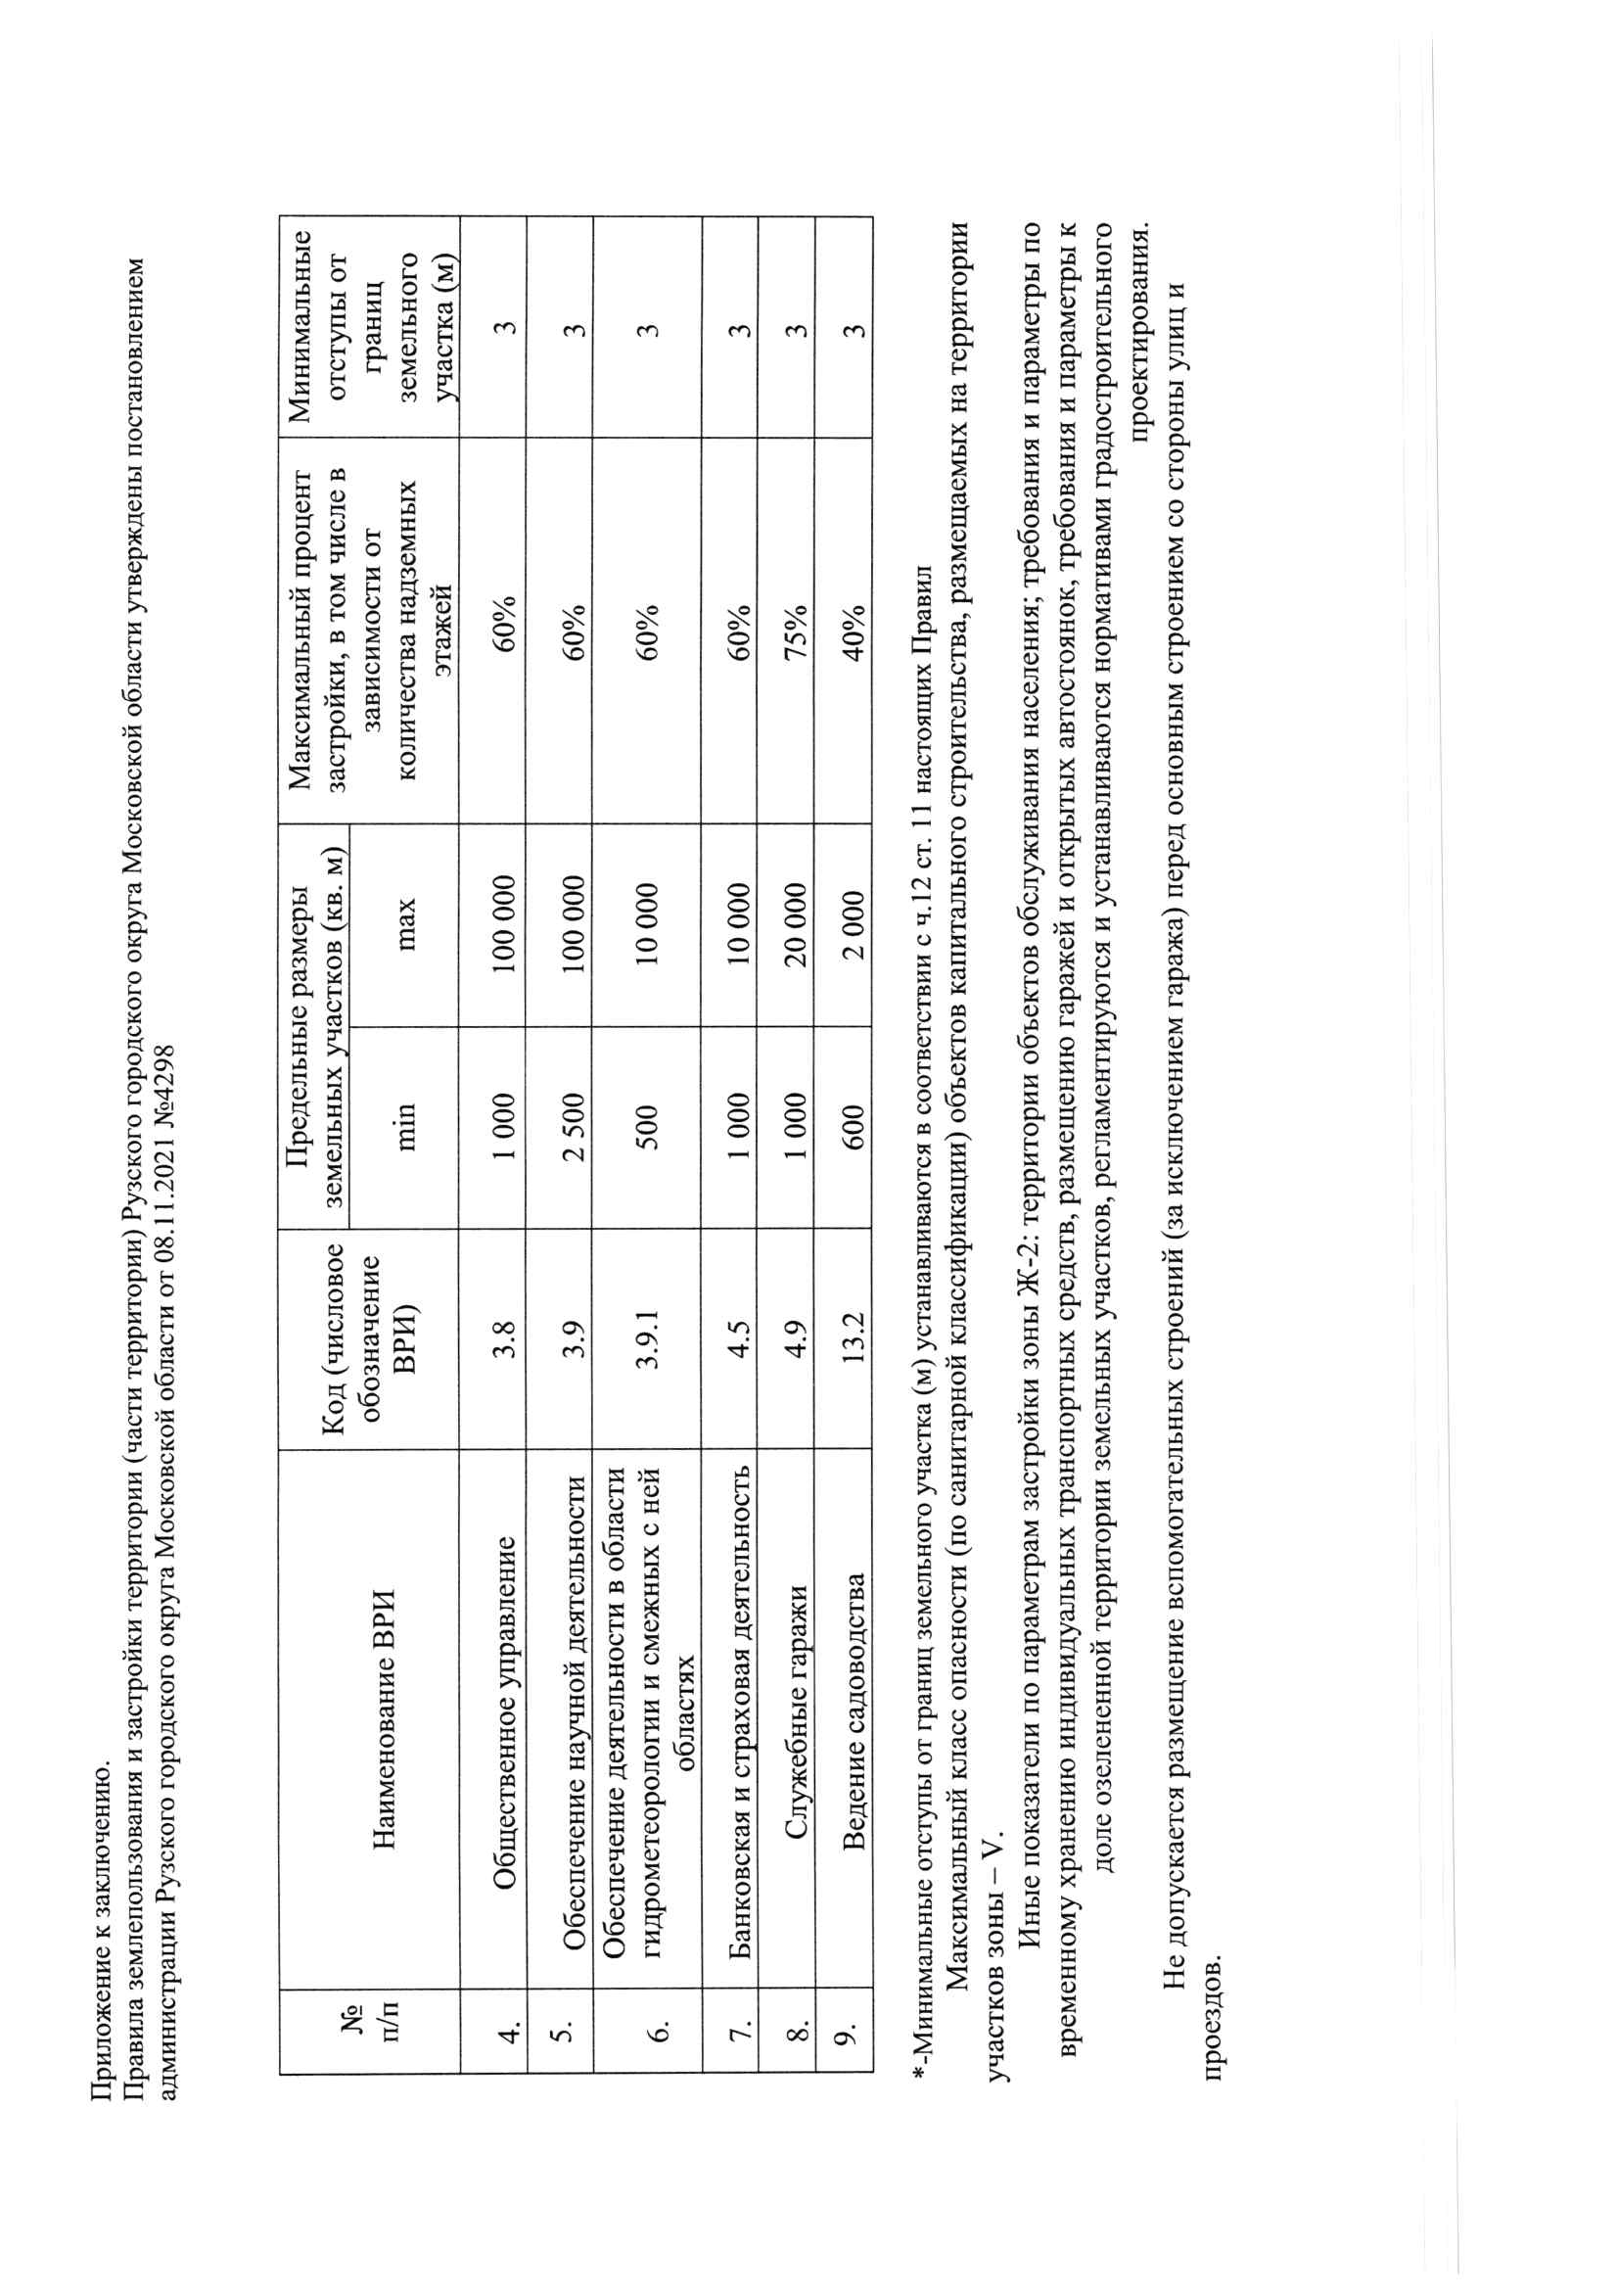 Приложение к заключению.
Правила землепользования и застройки территории (части территории) Рузского городского округа Московской области утверждены постановлением
администрации Рузского городского округа Московской области от 08.11.2021 №4298
№
п/п
Наименование ВРИ
Код (числовое
обозначение
ВРИ)
Предельные размеры
земельных участков (кв. м)
min
max
Максимальный процент
застройки, в том числе в
зависимости от
количества надземных
этажей
Минимальные
отступы от
границ
земельного
участка (м)
4. Общественное управление 3.8 1 000 100 000 60% 3
5. Обеспечение научной деятельности 3.9 2 500 100 000 60% 3
6. Обеспечение деятельности в области
гидрометеорологии и смежных с ней
областях
3.9.1 500 10 000 60% 3
7. Банковская и страховая деятельность 4.5 1 000 10 000 60% 3
8. Служебные гаражи 4.9 1 000 20 000 75% 3
9. Ведение садоводства 13.2 600 2 000 40% 3
*-Минимальные отступы от границ земельного участка (м) устанавливаются в соответствии с ч.12 ст. 11 настоящих Правил
Максимальный класс опасности (по санитарной классификации) объектов капитального строительства, размещаемых на территории
участков зоны – V.
Иные показатели по параметрам застройки зоны Ж-2: территории объектов обслуживания населения; требования и параметры по
временному хранению индивидуальных транспортных средств, размещению гаражей и открытых автостоянок, требования и параметры к
доле озелененной территории земельных участков, регламентируются и устанавливаются нормативами градостроительного
проектирования.
Не допускается размещение вспомогательных строений (за исключением гаража) перед основным строением со стороны улиц и
проездов.